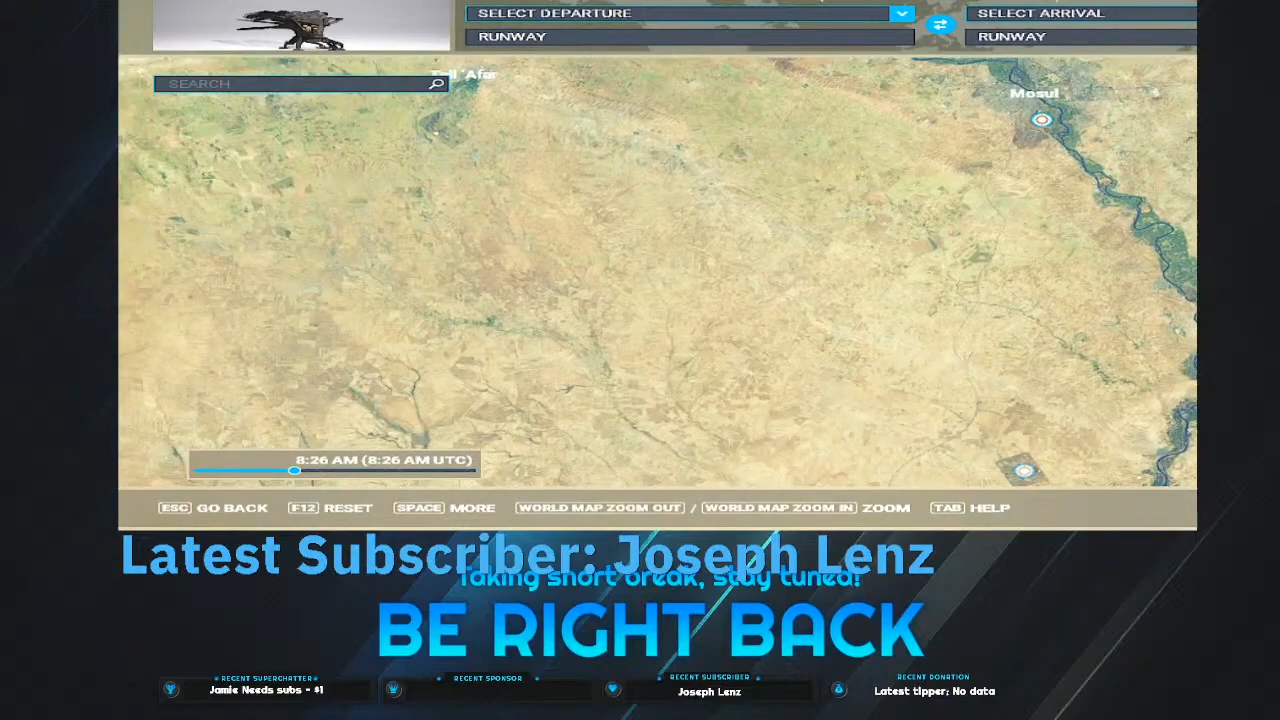 SELECT DEPARTURE
SELECT ARRIVAL
RUNWAY
RUNWAY
SEARCH
Tall 'Afar
Mosul
8:26 AM (8:26 AM UTC)
ESC GO BACK
F12 RESET
SPACE MORE
WORLD MAP ZOOM OUT / WORLD MAP ZOOM IN ZOOM
TAB HELP
Latest Subscriber: Joseph Lenz
Taking short break, stay tuned!
BE RIGHT BACK
RECENT SUPERCHATTER
Jamie Needs subs - $1
RECENT SPONSOR
RECENT SUBSCRIBER
Joseph Lenz
RECENT DONATION
Latest tipper: No data